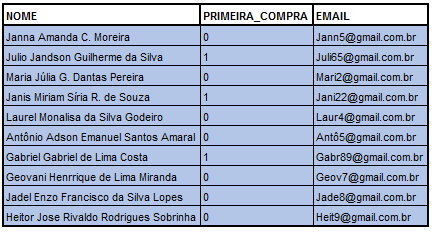 NOME PRIMEIRA_COMPRA EMAIL
Janna Amanda C. Moreira 0 Jann5@gmail.com.br
Julio Jandson Guilherme da Silva 1 Juli65@gmail.com.br
Maria Júlia G. Dantas Pereira 0 Mari2@gmail.com.br
Janis Miriam Síria R. de Souza 1 Jani22@gmail.com.br
Laurel Monalisa da Silva Godeiro 0 Laur4@gmail.com.br
Antônio Adson Emanuel Santos Amaral 0 Antô5@gmail.com.br
Gabriel Gabriel de Lima Costa 1 Gabr89@gmail.com.br
Geovani Henrrique de Lima Miranda 0 Geov7@gmail.com.br
Jadel Enzo Francisco da Silva Lopes 0 Jade8@gmail.com.br
Heitor Jose Rivaldo Rodrigues Sobrinha 0 Heit9@gmail.com.br